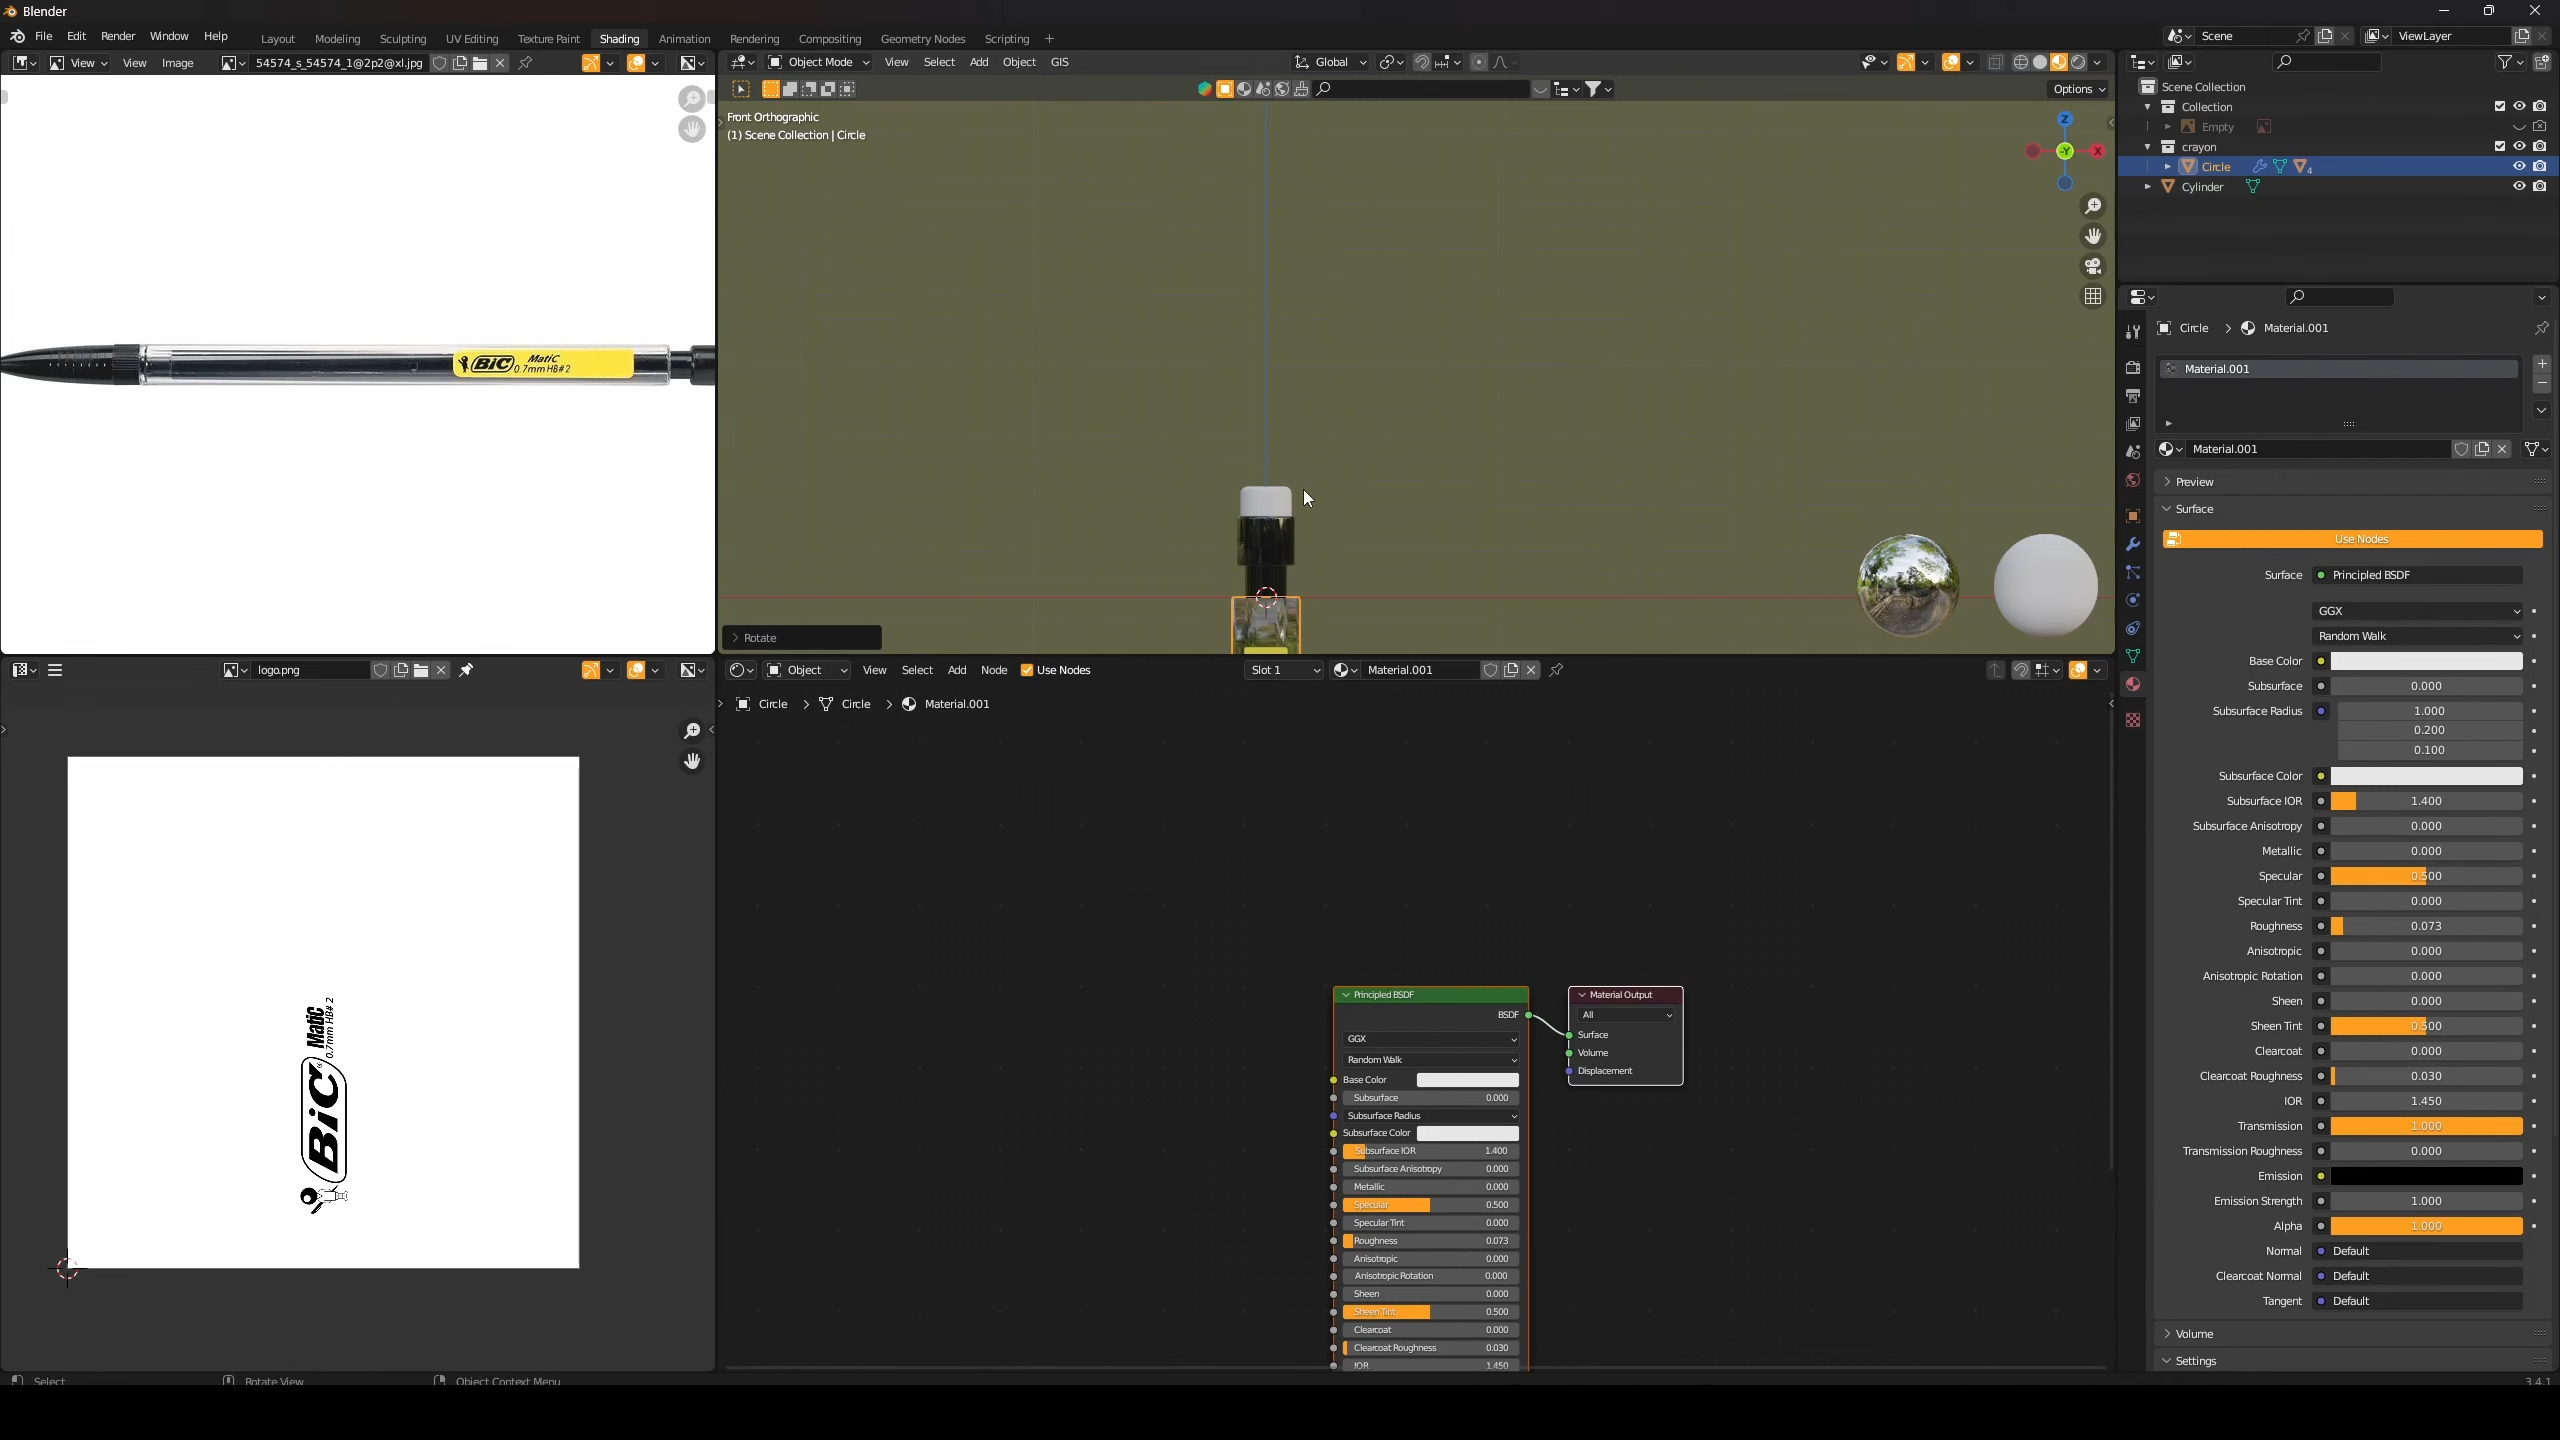 Blender
File Edit Render Window Help Layout Modeling Sculpting UV Editing Texture Paint Shading Animation Rendering Compositing Geometry Nodes Scripting + Scene ViewLayer
View View Image 54574_s_54574_1@2p2@xl.jpg
Object Mode View Select Add Object GIS Global
Options
Front Orthographic
(1) Scene Collection | Circle
Z
-Y
X
Rotate
BiC
MatiC
0.7mm HB#2
Scene Collection
Collection
Empty
crayon
Circle 4
Cylinder
Circle > Material.001
Material.001
Material.001
Preview
Surface
Use Nodes
Surface Principled BSDF
GGX
Random Walk
Base Color
Subsurface 0.000
Subsurface Radius 1.000
0.200
0.100
Subsurface Color
Subsurface IOR 1.400
Subsurface Anisotropy 0.000
Metallic 0.000
Specular 0.500
Specular Tint 0.000
Roughness 0.073
Anisotropic 0.000
Anisotropic Rotation 0.000
Sheen 0.000
Sheen Tint 0.500
Clearcoat 0.000
Clearcoat Roughness 0.030
IOR 1.450
Transmission 1.000
Transmission Roughness 0.000
Emission
Emission Strength 1.000
Alpha 1.000
Normal Default
Clearcoat Normal Default
Tangent Default
Volume
Settings
logo.png
BiC®
MatiC
0.7mm HB# 2
Object View Select Add Node Use Nodes Slot 1 Material.001
Circle > Circle > Material.001
Principled BSDF
BSDF
GGX
Random Walk
Base Color
Subsurface 0.000
Subsurface Radius
Subsurface Color
Subsurface IOR 1.400
Subsurface Anisotropy 0.000
Metallic 0.000
Specular 0.500
Specular Tint 0.000
Roughness 0.073
Anisotropic 0.000
Anisotropic Rotation 0.000
Sheen 0.000
Sheen Tint 0.500
Clearcoat 0.000
Clearcoat Roughness 0.030
IOR 1.450
Material Output
All
Surface
Volume
Displacement
Select Rotate View Object Context Menu 3.4.1